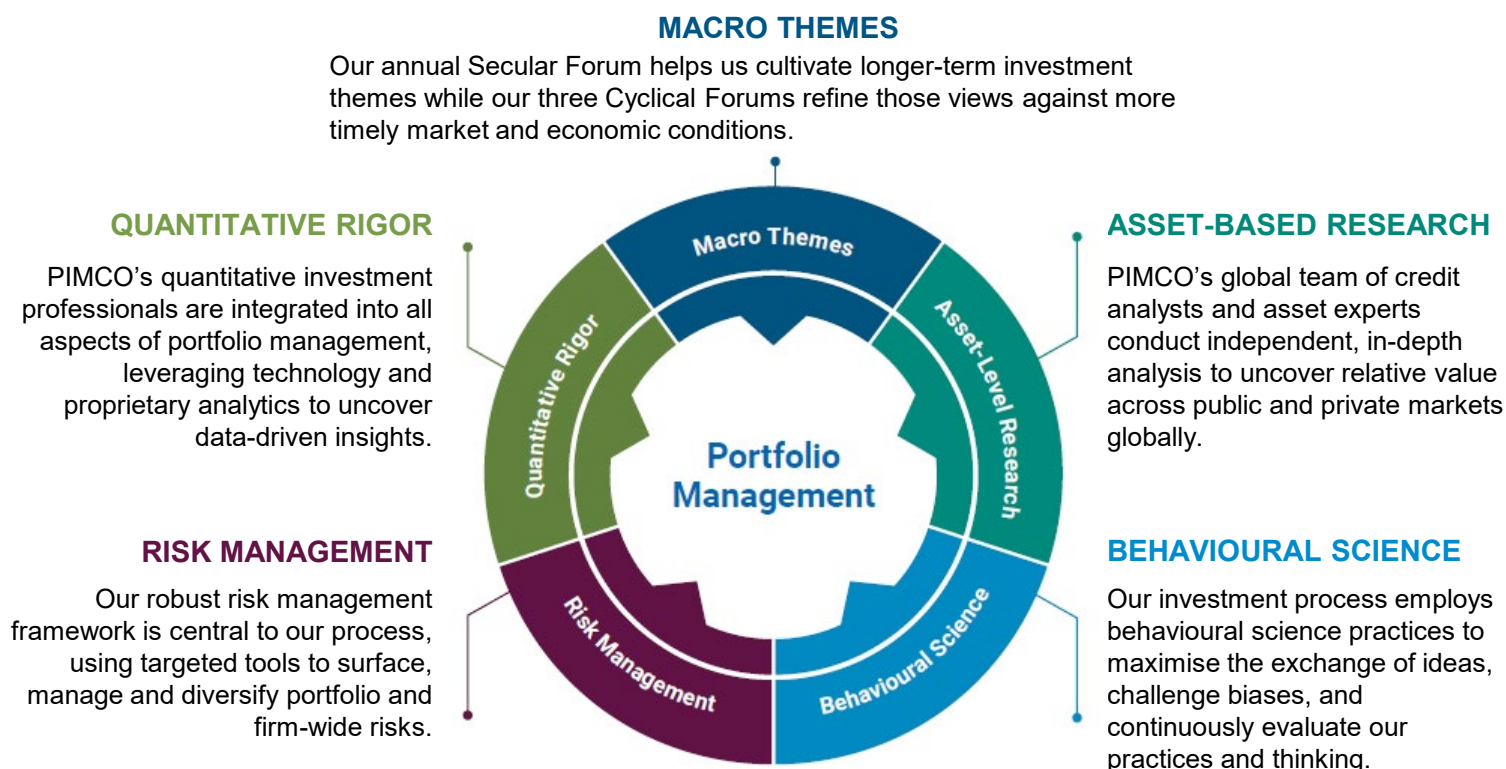 MACRO THEMES
Our annual Secular Forum helps us cultivate longer-term investment
themes while our three Cyclical Forums refine those views against more
timely market and economic conditions.
QUANTITATIVE RIGOR
PIMCO’s quantitative investment
professionals are integrated into all
aspects of portfolio management,
leveraging technology and
proprietary analytics to uncover
data-driven insights.
RISK MANAGEMENT
Our robust risk management
framework is central to our process,
using targeted tools to surface,
manage and diversify portfolio and
firm-wide risks.
Macro Themes
Asset-Level Research
Behavioural Science
Risk Management
Quantitative Rigor
Portfolio
Management
ASSET-BASED RESEARCH
PIMCO’s global team of credit
analysts and asset experts
conduct independent, in-depth
analysis to uncover relative value
across public and private markets
globally.
BEHAVIOURAL SCIENCE
Our investment process employs
behavioural science practices to
maximise the exchange of ideas,
challenge biases, and
continuously evaluate our
practices and thinking.